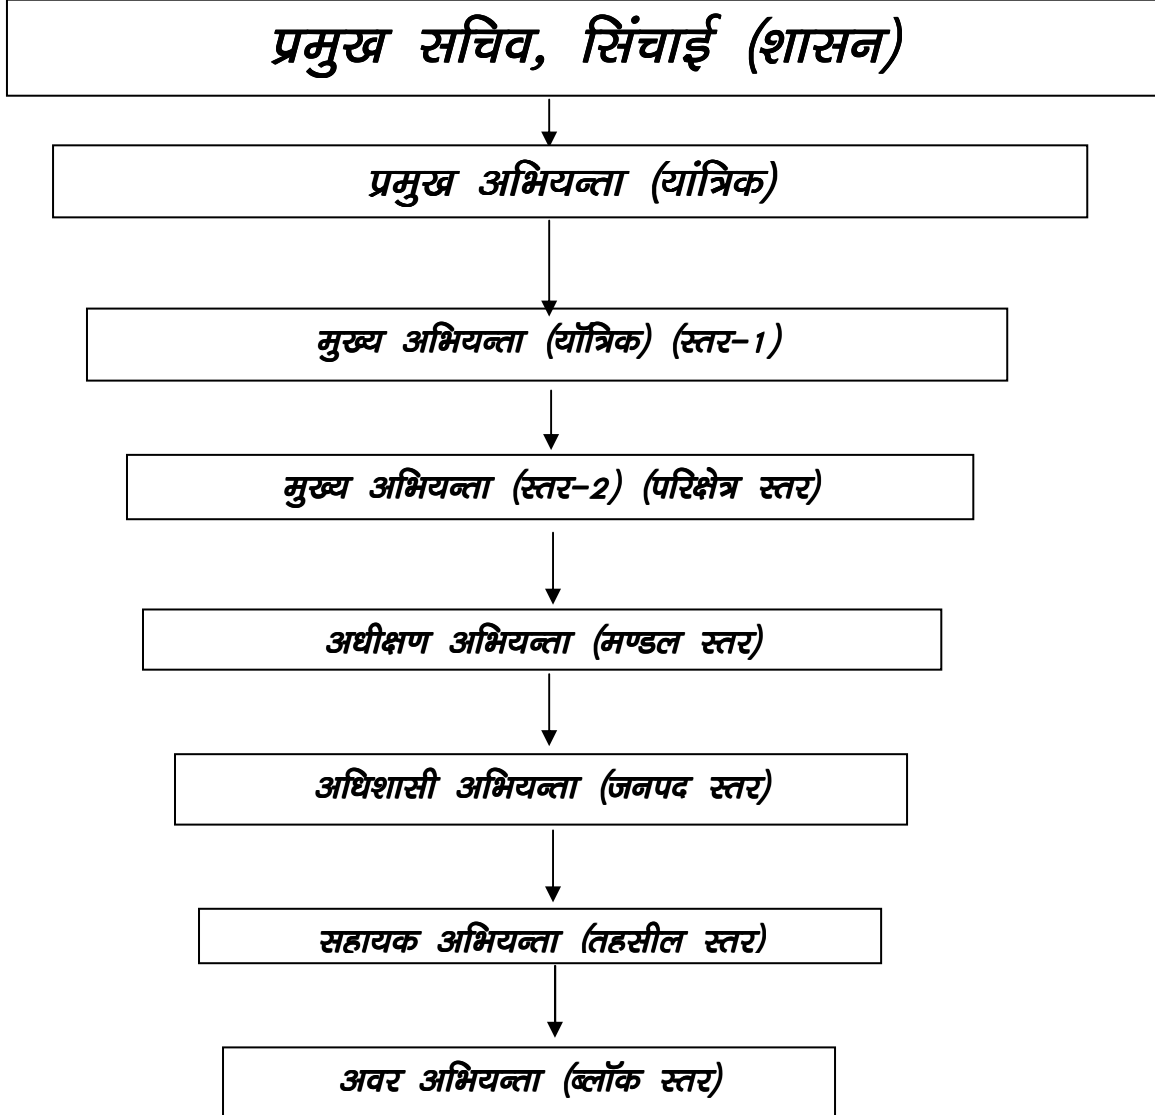 प्रमुख सचिव, सिंचाई (शासन)
प्रमुख अभियन्ता (यांत्रिक)
मुख्य अभियन्ता (यॉत्रिक) (स्तर-1)
मुख्य अभियन्ता (स्तर-2) (परिक्षेत्र स्तर)
अधीक्षण अभियन्ता (मण्डल स्तर)
अधिशासी अभियन्ता (जनपद स्तर)
सहायक अभियन्ता (तहसील स्तर)
अवर अभियन्ता (ब्लॉक स्तर)